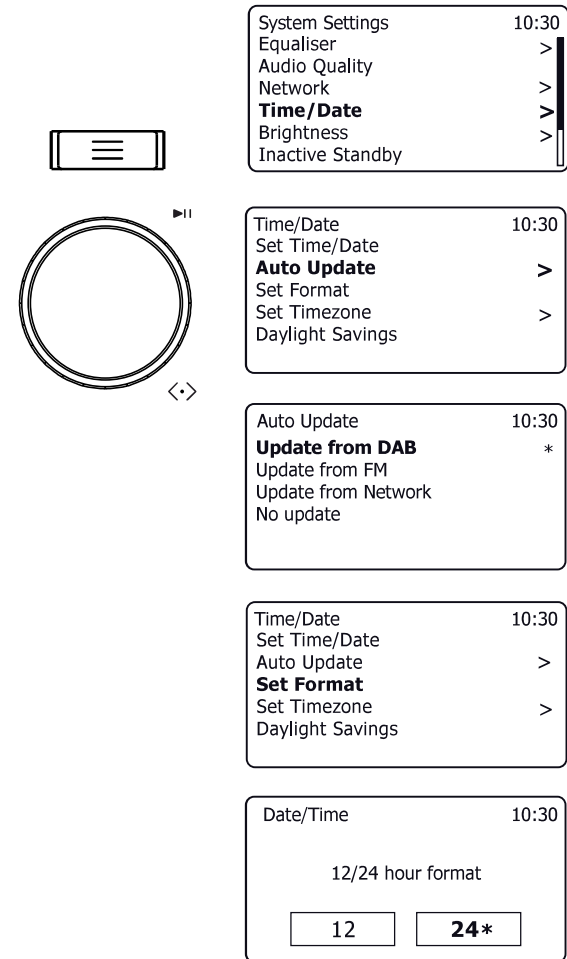 System Settings 10:30
Equaliser >
Audio Quality
Network >
Time/Date >
Brightness >
Inactive Standby
Time/Date 10:30
Set Time/Date
Auto Update >
Set Format
Set Timezone >
Daylight Savings
Auto Update 10:30
Update from DAB *
Update from FM
Update from Network
No update
Time/Date 10:30
Set Time/Date
Auto Update >
Set Format
Set Timezone >
Daylight Savings
Date/Time 10:30
12/24 hour format
12 24*